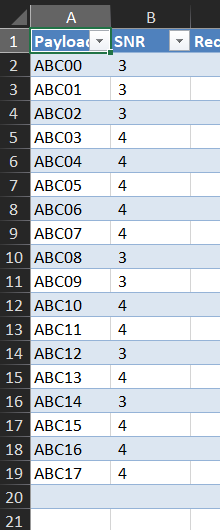 A B
1 Payload SNR Rec
2 ABC00 3
3 ABC01 3
4 ABC02 3
5 ABC03 4
6 ABC04 4
7 ABC05 4
8 ABC06 4
9 ABC07 4
10 ABC08 3
11 ABC09 3
12 ABC10 4
13 ABC11 4
14 ABC12 3
15 ABC13 4
16 ABC14 3
17 ABC15 4
18 ABC16 4
19 ABC17 4
20
21